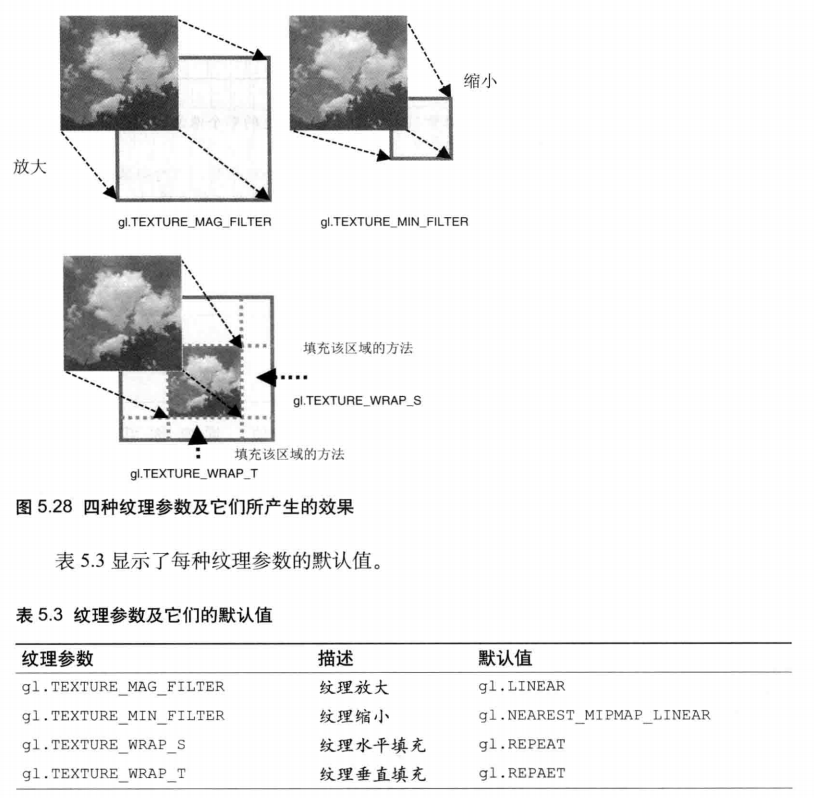 缩小
放大
gl.TEXTURE_MAG_FILTER
gl.TEXTURE_MIN_FILTER
填充该区域的方法
gl.TEXTURE_WRAP_S
填充该区域的方法
gl.TEXTURE_WRAP_T
图 5.28 四种纹理参数及它们所产生的效果
表 5.3 显示了每种纹理参数的默认值。
表 5.3 纹理参数及它们的默认值
纹理参数 描述 默认值
gl.TEXTURE_MAG_FILTER 纹理放大 gl.LINEAR
gl.TEXTURE_MIN_FILTER 纹理缩小 gl.NEAREST_MIPMAP_LINEAR
gl.TEXTURE_WRAP_S 纹理水平填充 gl.REPEAT
gl.TEXTURE_WRAP_T 纹理垂直填充 gl.REPAET